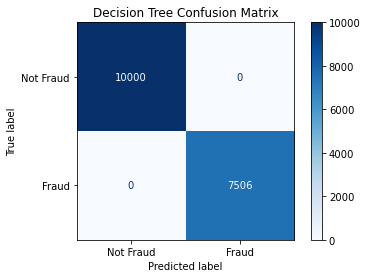 Decision Tree Confusion Matrix
True label
Not Fraud
Fraud
10000
0
0
7506
Not Fraud
Fraud
Predicted label
10000
8000
6000
4000
2000
0